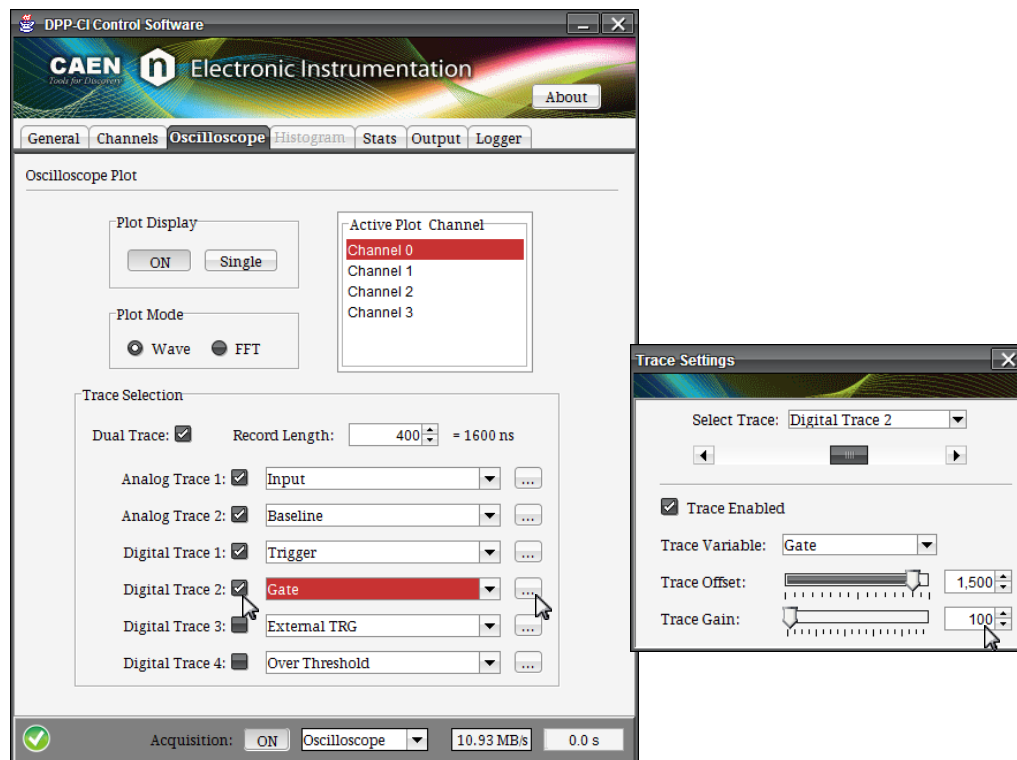 DPP-CI Control Software
CAEN n Electronic Instrumentation
Tools for Discovery
About
General Channels Oscilloscope Histogram Stats Output Logger
Oscilloscope Plot
Plot Display
ON Single
Active Plot Channel
Channel 0
Channel 1
Channel 2
Channel 3
Plot Mode
Wave FFT
Trace Selection
Dual Trace: Record Length: 400 = 1600 ns
Analog Trace 1: Input ...
Analog Trace 2: Baseline ...
Digital Trace 1: Trigger ...
Digital Trace 2: Gate ...
Digital Trace 3: External TRG ...
Digital Trace 4: Over Threshold ...
Acquisition: ON Oscilloscope 10.93 MB/s 0.0 s
Trace Settings
Select Trace: Digital Trace 2
Trace Enabled
Trace Variable: Gate
Trace Offset: 1,500
Trace Gain: 100